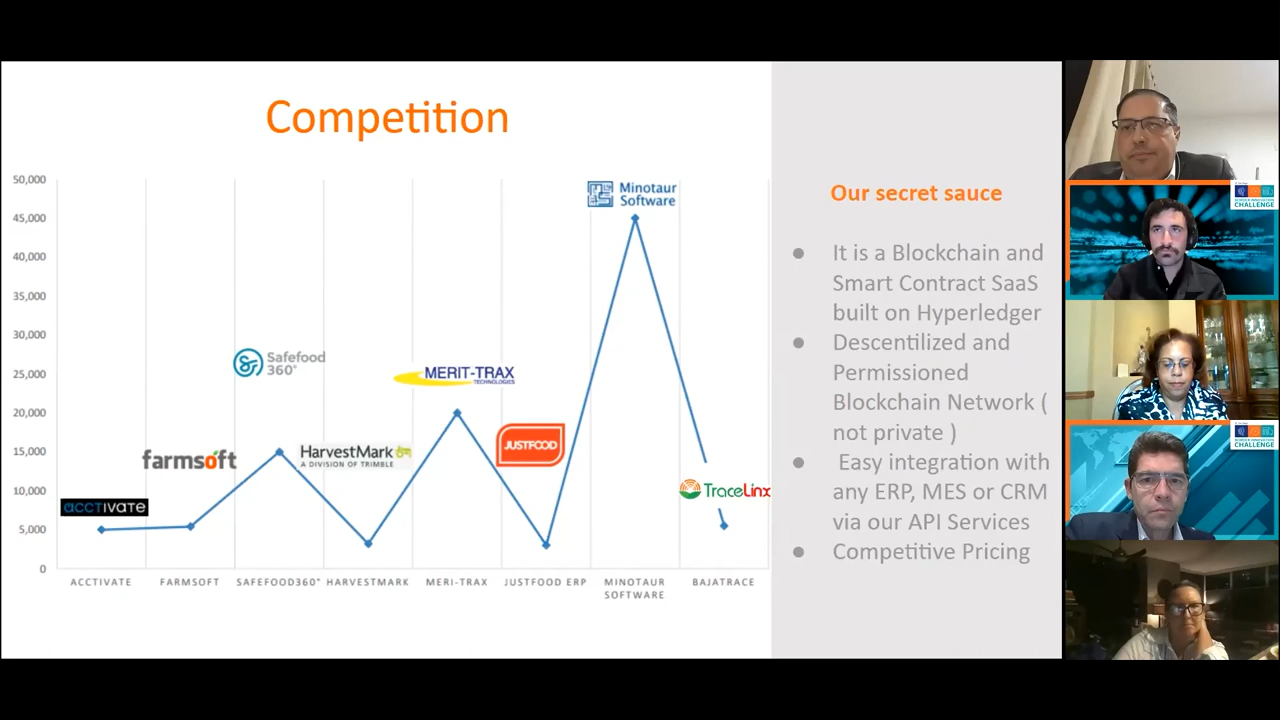 Competition
50,000
45,000
40,000
35,000
30,000
25,000
20,000
15,000
10,000
5,000
0
acctivate
farmsoft
Safefood
360°
HarvestMark
A DIVISION OF TRIMBLE
MERIT-TRAX
TECHNOLOGIES
JUSTFOOD
Minotaur
Software
TraceLinx
ACCTIVATE
FARMSOFT
SAFEFOOD360°
HARVESTMARK
MERI-TRAX
JUSTFOOD ERP
MINOTAUR
SOFTWARE
BAJATRACE
Our secret sauce
● It is a Blockchain and
Smart Contract SaaS
built on Hyperledger
● Descentilized and
Permissioned
Blockchain Network (
not private )
● Easy integration with
any ERP, MES or CRM
via our API Services
● Competitive Pricing
CHALLENGE
CHALLENGE